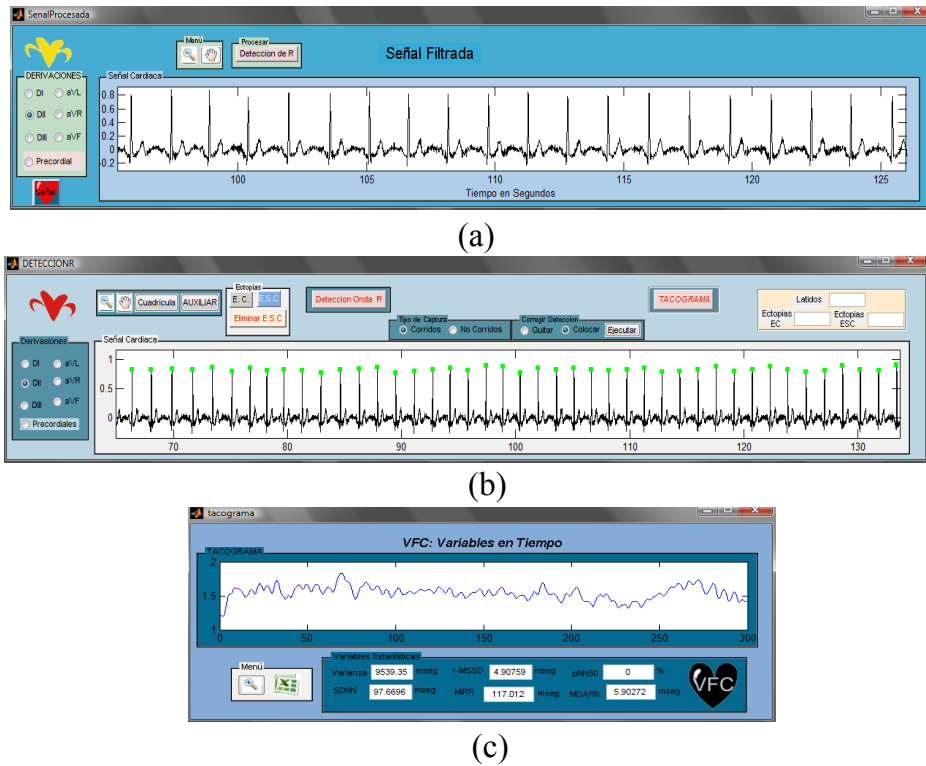 SenalProcesada
Menú
Procesar
Deteccion de R
Señal Filtrada
DERIVACIONES
DI aVL
DII aVR
DIII aVF
Precordial
Señal
Señal Cardiaca
0.8
0.6
0.4
0.2
0
-0.2
100 105 110 115 120 125
Tiempo en Segundos
(a)
DETECCIONR
Cuadricula AUXILIAR
Ectopias
E. C. E.S.C
Eliminar E.S.C
Deteccion Onda R
TACOGRAMA
Latidos
Ectopias EC
Ectopias ESC
Tipo de Captura
Corridos No Corridos
Corregir Deteccion
Quitar Colocar Ejecutar
Derivasiones
DI aVL
DII aVR
DIII aVF
Precordiales
Señal Cardiaca
1
0.5
0
70 80 90 100 110 120 130
(b)
tacograma
VFC: Variables en Tiempo
TACOGRAMA
2
1.5
1
0 50 100 150 200 250 300
Menú
Variables Estadísticas
Varianza 9539.35 mseg r-MSSD 4.90759 mseg pNN50 0 %
SDNN 97.6696 mseg MIRR 117.012 mseg MDARR 5.90272 mseg
VFC
(c)